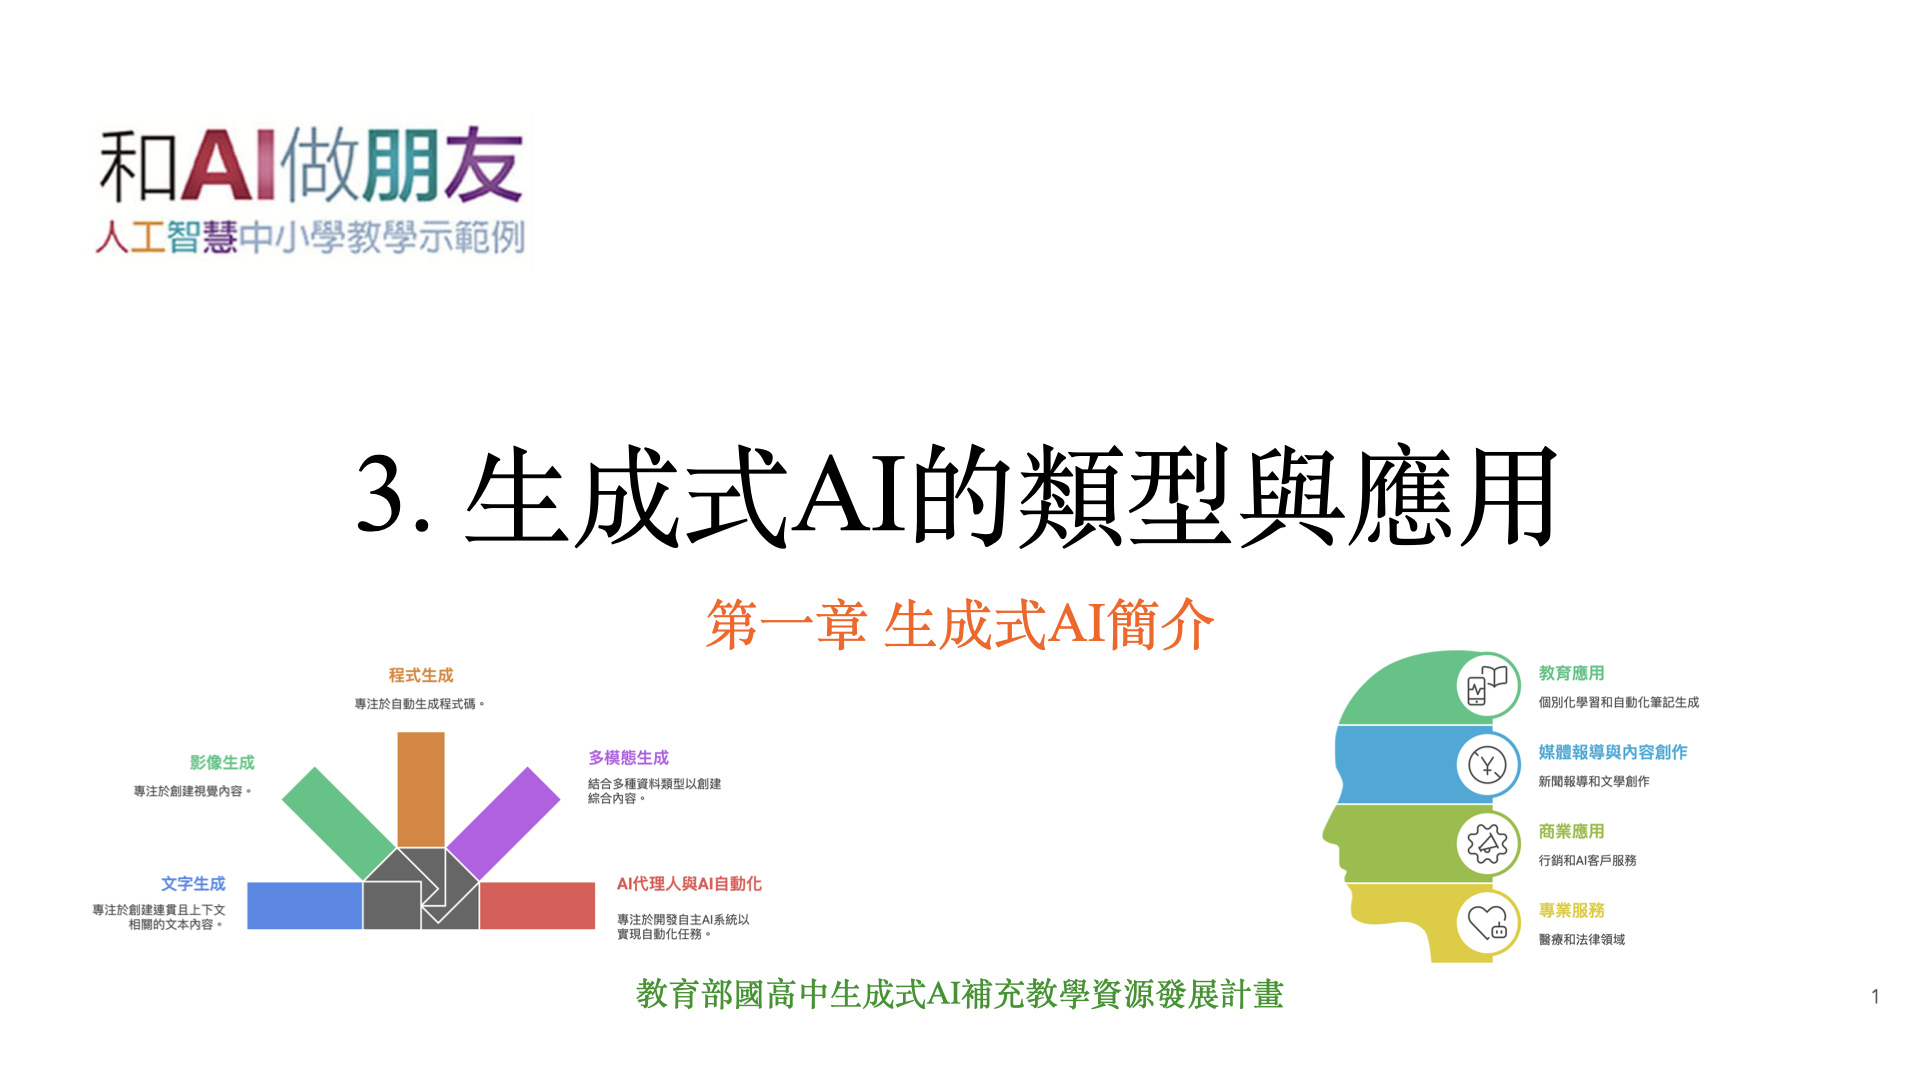 和AI做朋友
人工智慧中小學教學示範例
3. 生成式AI的類型與應用
第一章 生成式AI簡介
程式生成
專注於自動生成程式碼。
影像生成
專注於創建視覺內容。
多模態生成
結合多種資料類型以創建
綜合內容。
文字生成
專注於創建連貫且上下文
相關的文本內容。
AI代理人與AI自動化
專注於開發自主AI系統以
實現自動化任務。
教育應用
個別化學習和自動化筆記生成
媒體報導與內容創作
新聞報導和文學創作
商業應用
行銷和AI客戶服務
專業服務
醫療和法律領域
教育部國高中生成式AI補充教學資源發展計畫
1